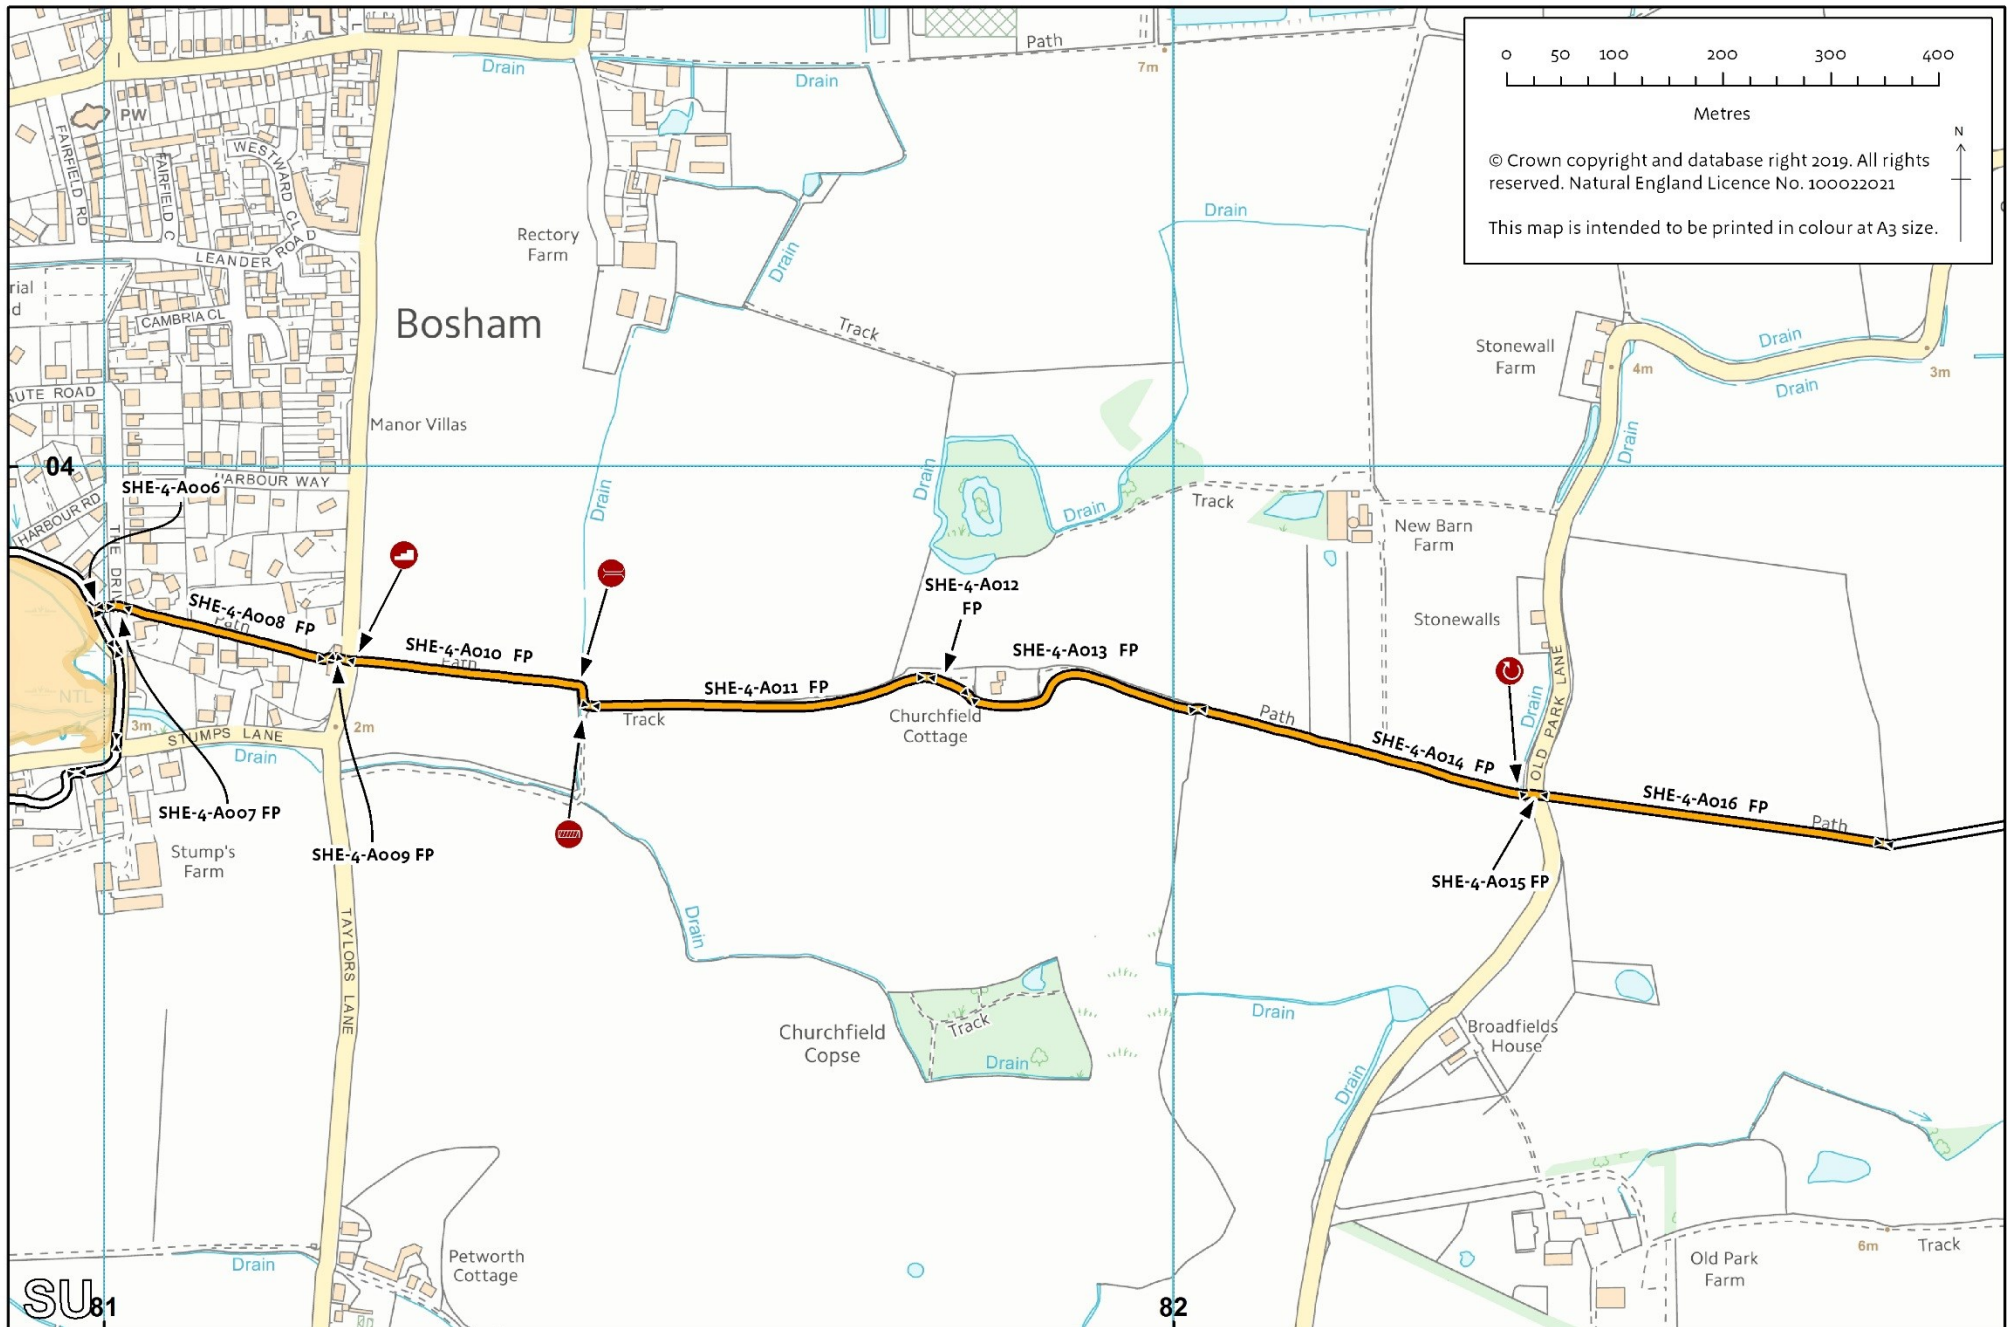 Path
7m
Drain
Drain
PW
FAIRFIELD RD
FAIRFIELD C
WESTWARD CL
LEANDER ROAD
0 50 100 200 300 400
Metres
N
© Crown copyright and database right 2019. All rights
reserved. Natural England Licence No. 100022021
This map is intended to be printed in colour at A3 size.
Rectory
Farm
Drain
Drain
rial
d
CAMBRIA CL
Bosham
Track
Stonewall
Farm
4m
Drain
Drain
3m
UTE ROAD
Manor Villas
Drain
04
HARBOUR WAY
SHE-4-A006
HARBOUR RD
THE DRIV
Drain
Drain
Drain
Track
New Barn
Farm
SHE-4-A008 FP
Path
SHE-4-A010 FP
Path
SHE-4-A012
FP
SHE-4-A013 FP
SHE-4-A011 FP
Track
Churchfield
Cottage
Stonewalls
Drain
OLD PARK LANE
Path
SHE-4-A014 FP
SHE-4-A016 FP
Path
NTL
3m
STUMPS LANE
2m
Drain
SHE-4-A007 FP
SHE-4-A009 FP
SHE-4-A015 FP
Stump's
Farm
TAYLORS LANE
Drain
Churchfield
Copse
Track
Drain
Drain
Broadfields
House
Drain
Petworth
Cottage
Drain
Old Park
Farm
6m
Track
SU
81
82